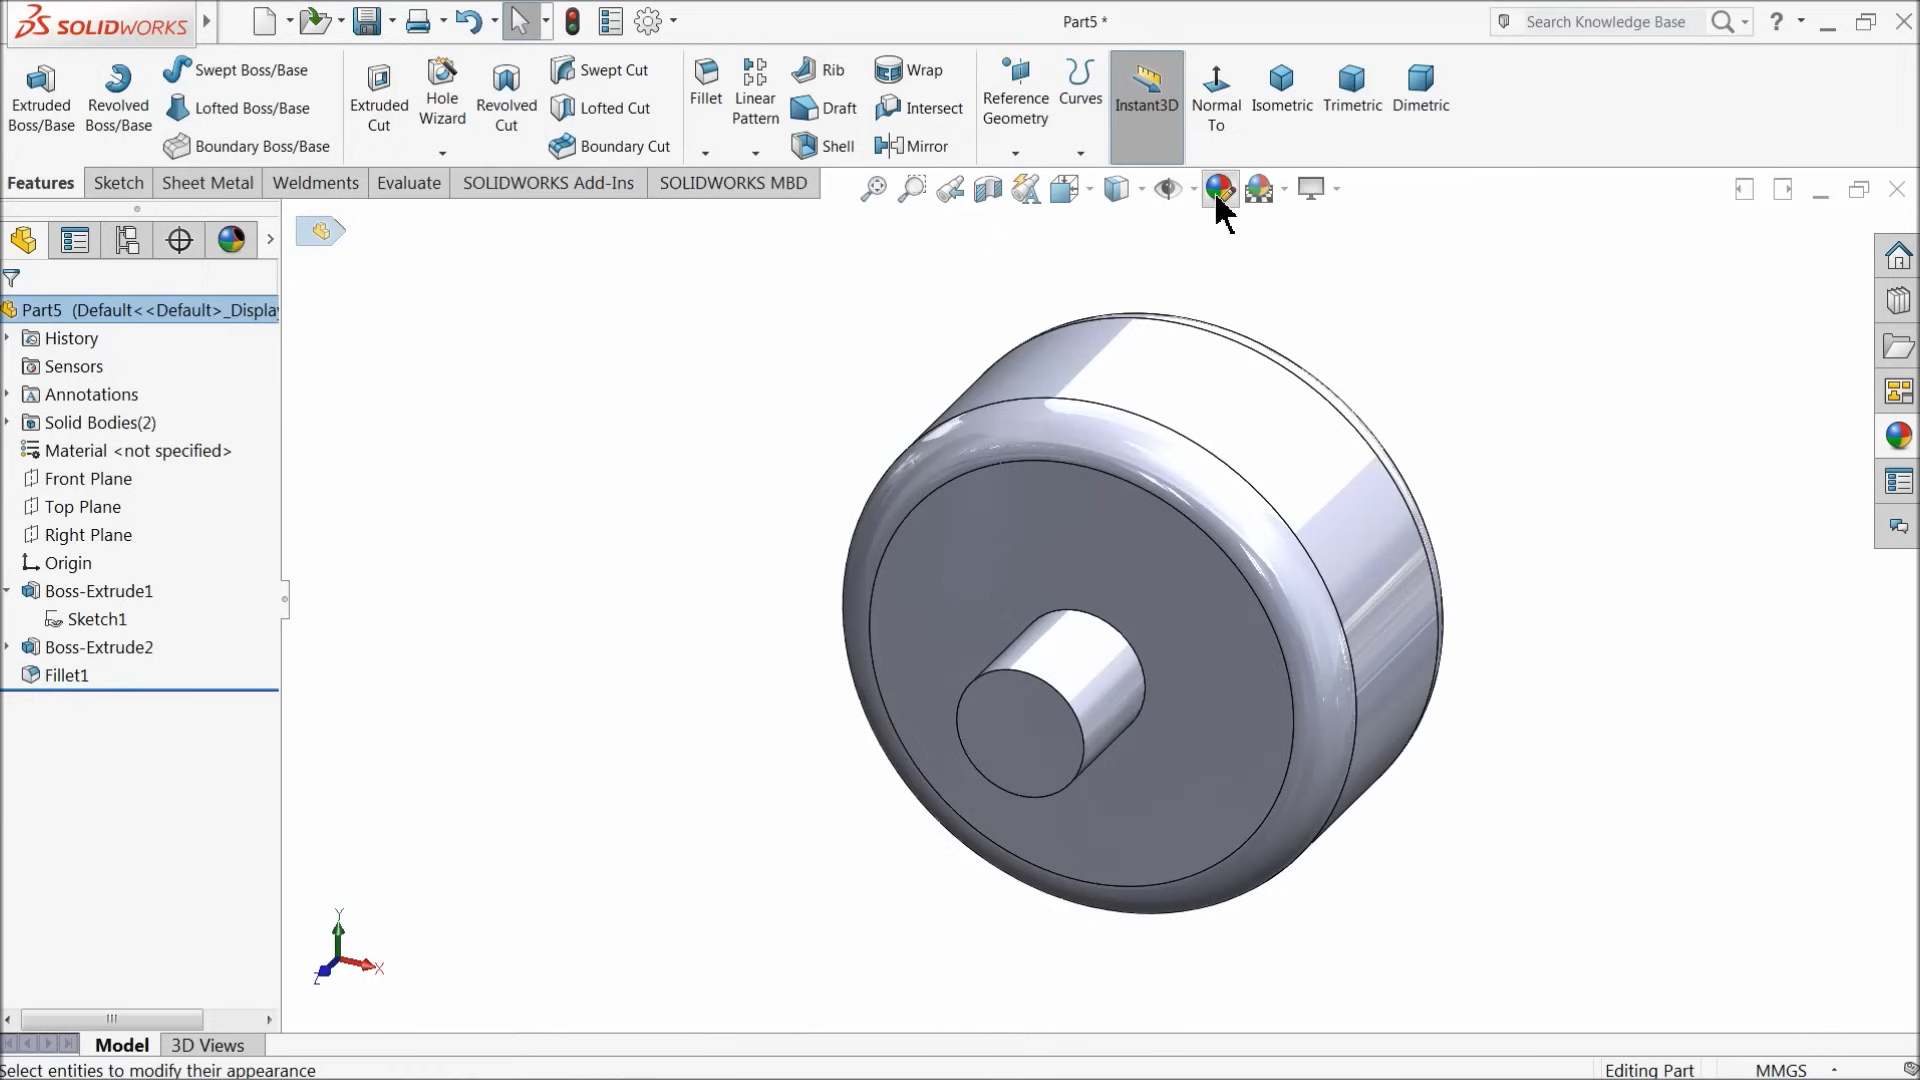 SOLIDWORKS
Part5 *
Search Knowledge Base
?
Extruded Boss/Base
Revolved Boss/Base
Swept Boss/Base
Lofted Boss/Base
Boundary Boss/Base
Extruded Cut
Hole Wizard
Revolved Cut
Swept Cut
Lofted Cut
Boundary Cut
Fillet
Linear Pattern
Rib
Draft
Shell
Wrap
Intersect
Mirror
Reference Geometry
Curves
Instant3D
Normal To
Isometric
Trimetric
Dimetric
Features
Sketch
Sheet Metal
Weldments
Evaluate
SOLIDWORKS Add-Ins
SOLIDWORKS MBD
Part5 (Default<<Default>_Display
History
Sensors
Annotations
Solid Bodies(2)
Material <not specified>
Front Plane
Top Plane
Right Plane
Origin
Boss-Extrude1
Sketch1
Boss-Extrude2
Fillet1
Y
X
Z
Model
3D Views
Select entities to modify their appearance
Editing Part
MMGS